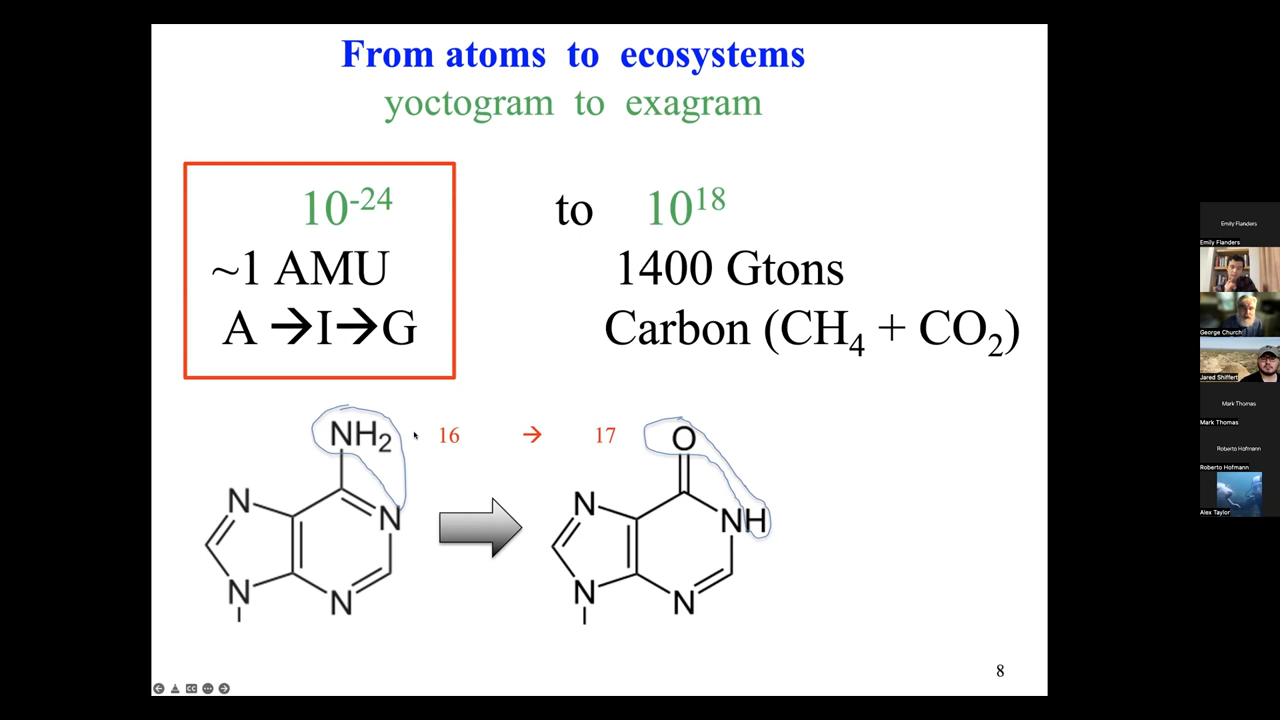 From atoms to ecosystems
yoctogram to exagram
10⁻²⁴ to 10¹⁸
~1 AMU 1400 Gtons
A →I→G Carbon (CH₄ + CO₂)
NH₂ 16 → 17 O
N N N NH
N N N N
8
Emily Flanders
Emily Flanders
George Church
Jared Shiffert
Mark Thomas
Mark Thomas
Roberto Hofmann
Roberto Hofmann
Alex Taylor